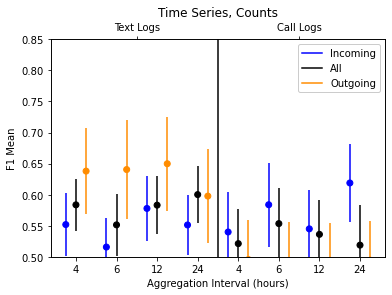 Time Series, Counts
Text Logs
Call Logs
Incoming
All
Outgoing
F1 Mean
0.85
0.80
0.75
0.70
0.65
0.60
0.55
0.50
4 6 12 24 4 6 12 24
Aggregation Interval (hours)